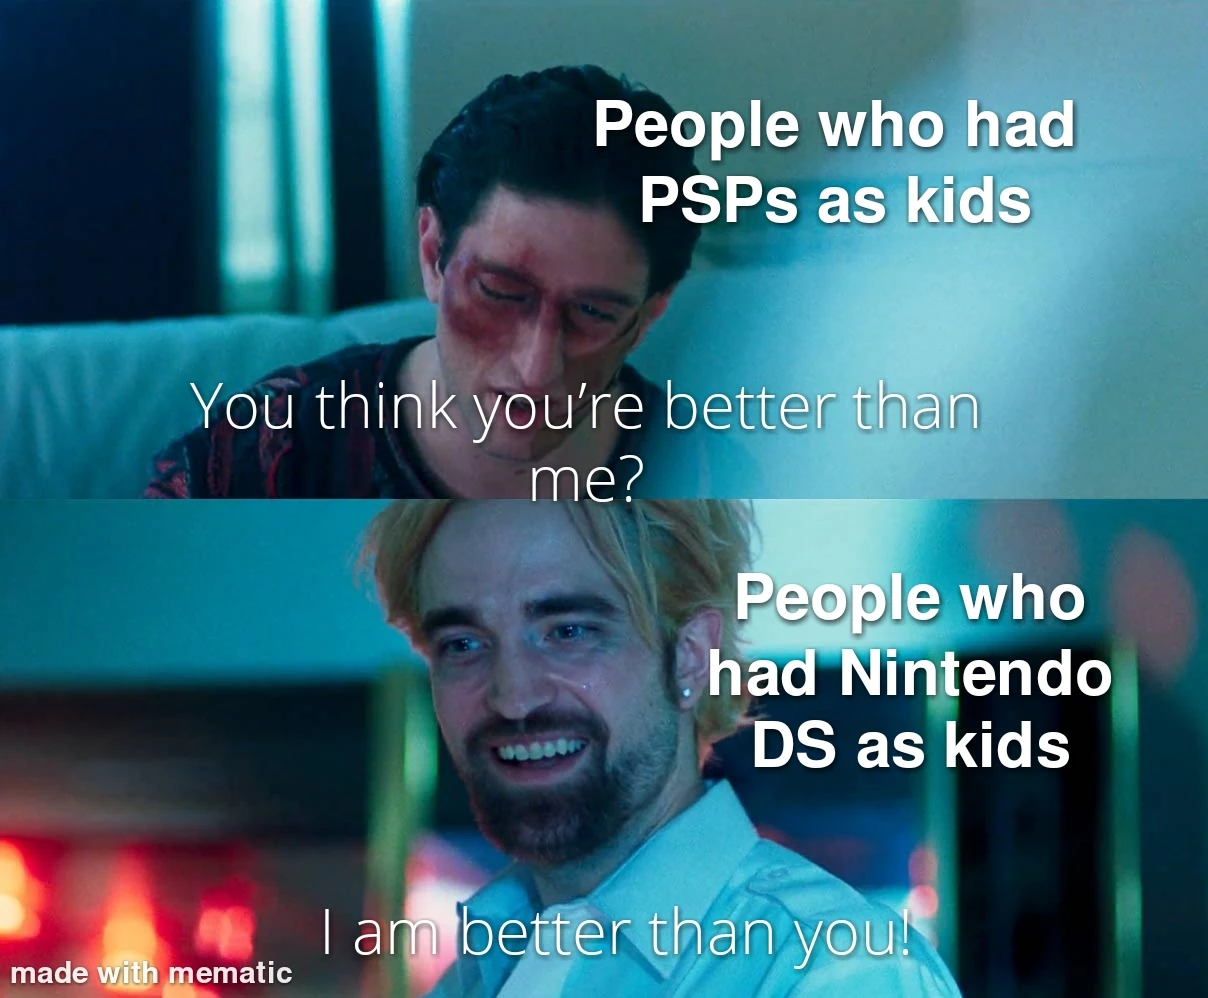 People who had
PSPs as kids
You think you’re better than
me?
People who
had Nintendo
DS as kids
I am better than you!
made with mematic